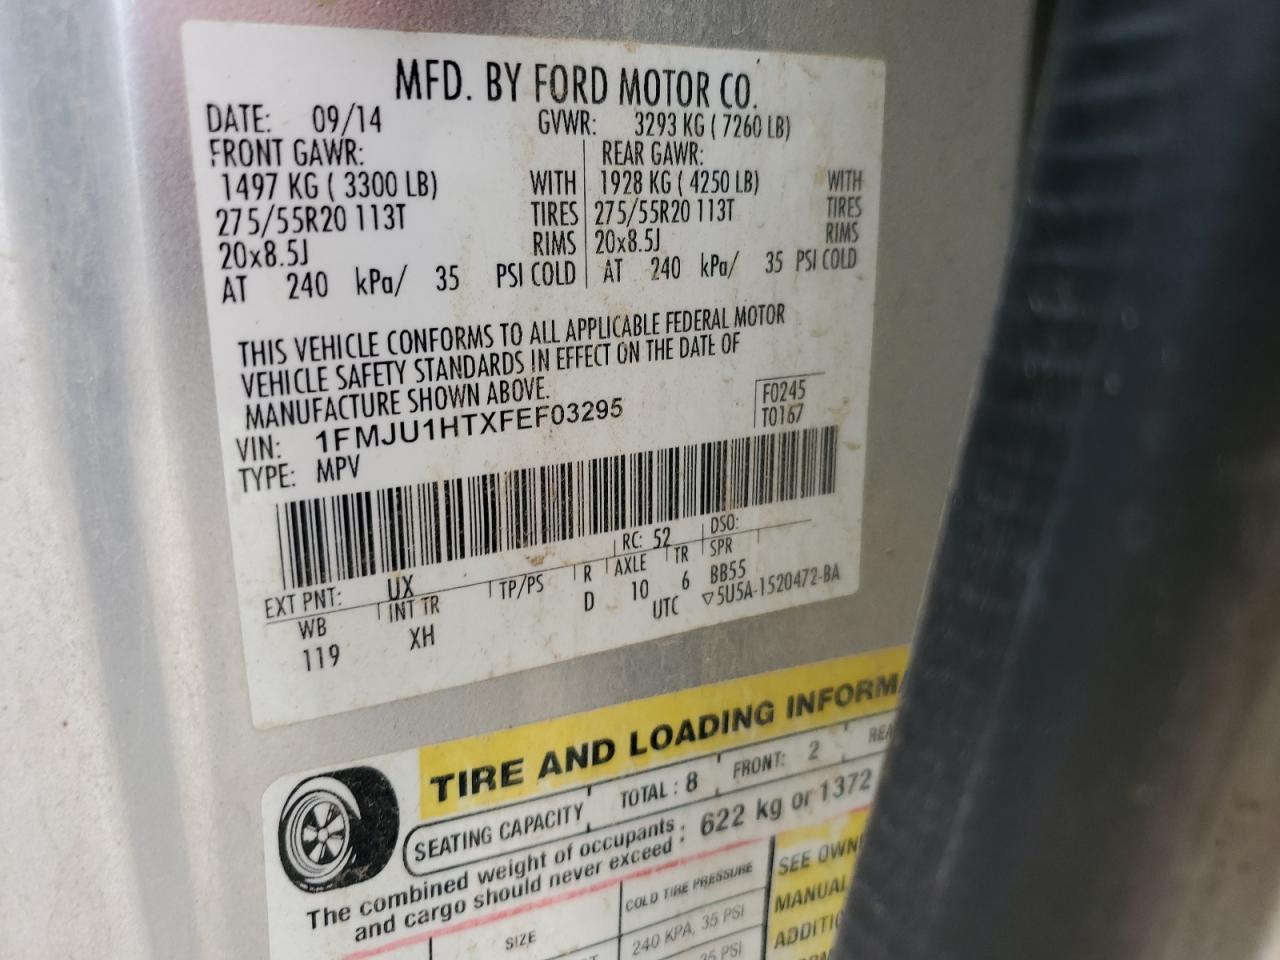 MFD. BY FORD MOTOR CO.
DATE: 09/14 GVWR: 3293 KG ( 7260 LB)
FRONT GAWR: REAR GAWR:
1497 KG ( 3300 LB) WITH 1928 KG ( 4250 LB) WITH
275/55R20 113T TIRES 275/55R20 113T TIRES
20x8.5J RIMS 20x8.5J RIMS
AT 240 kPa/ 35 PSI COLD AT 240 kPa/ 35 PSI COLD
THIS VEHICLE CONFORMS TO ALL APPLICABLE FEDERAL MOTOR
VEHICLE SAFETY STANDARDS IN EFFECT ON THE DATE OF
MANUFACTURE SHOWN ABOVE.
F0245
VIN: 1FMJU1HTXFEF03295 T0167
TYPE: MPV
EXT PNT: UX RC: 52 DSO:
WB INT TR TP/PS R AXLE TR SPR
119 XH D 10 6 BB55
UTC ▽5U5A-1520472-BA
TIRE AND LOADING INFORMA
SEATING CAPACITY TOTAL : 8 FRONT: 2 REA
The combined weight of occupants
and cargo should never exceed : 622 kg or 1372
SIZE COLD TIRE PRESSURE SEE OWN
240 KPA, 35 PSI MANUAL
35 PSI ADDITI